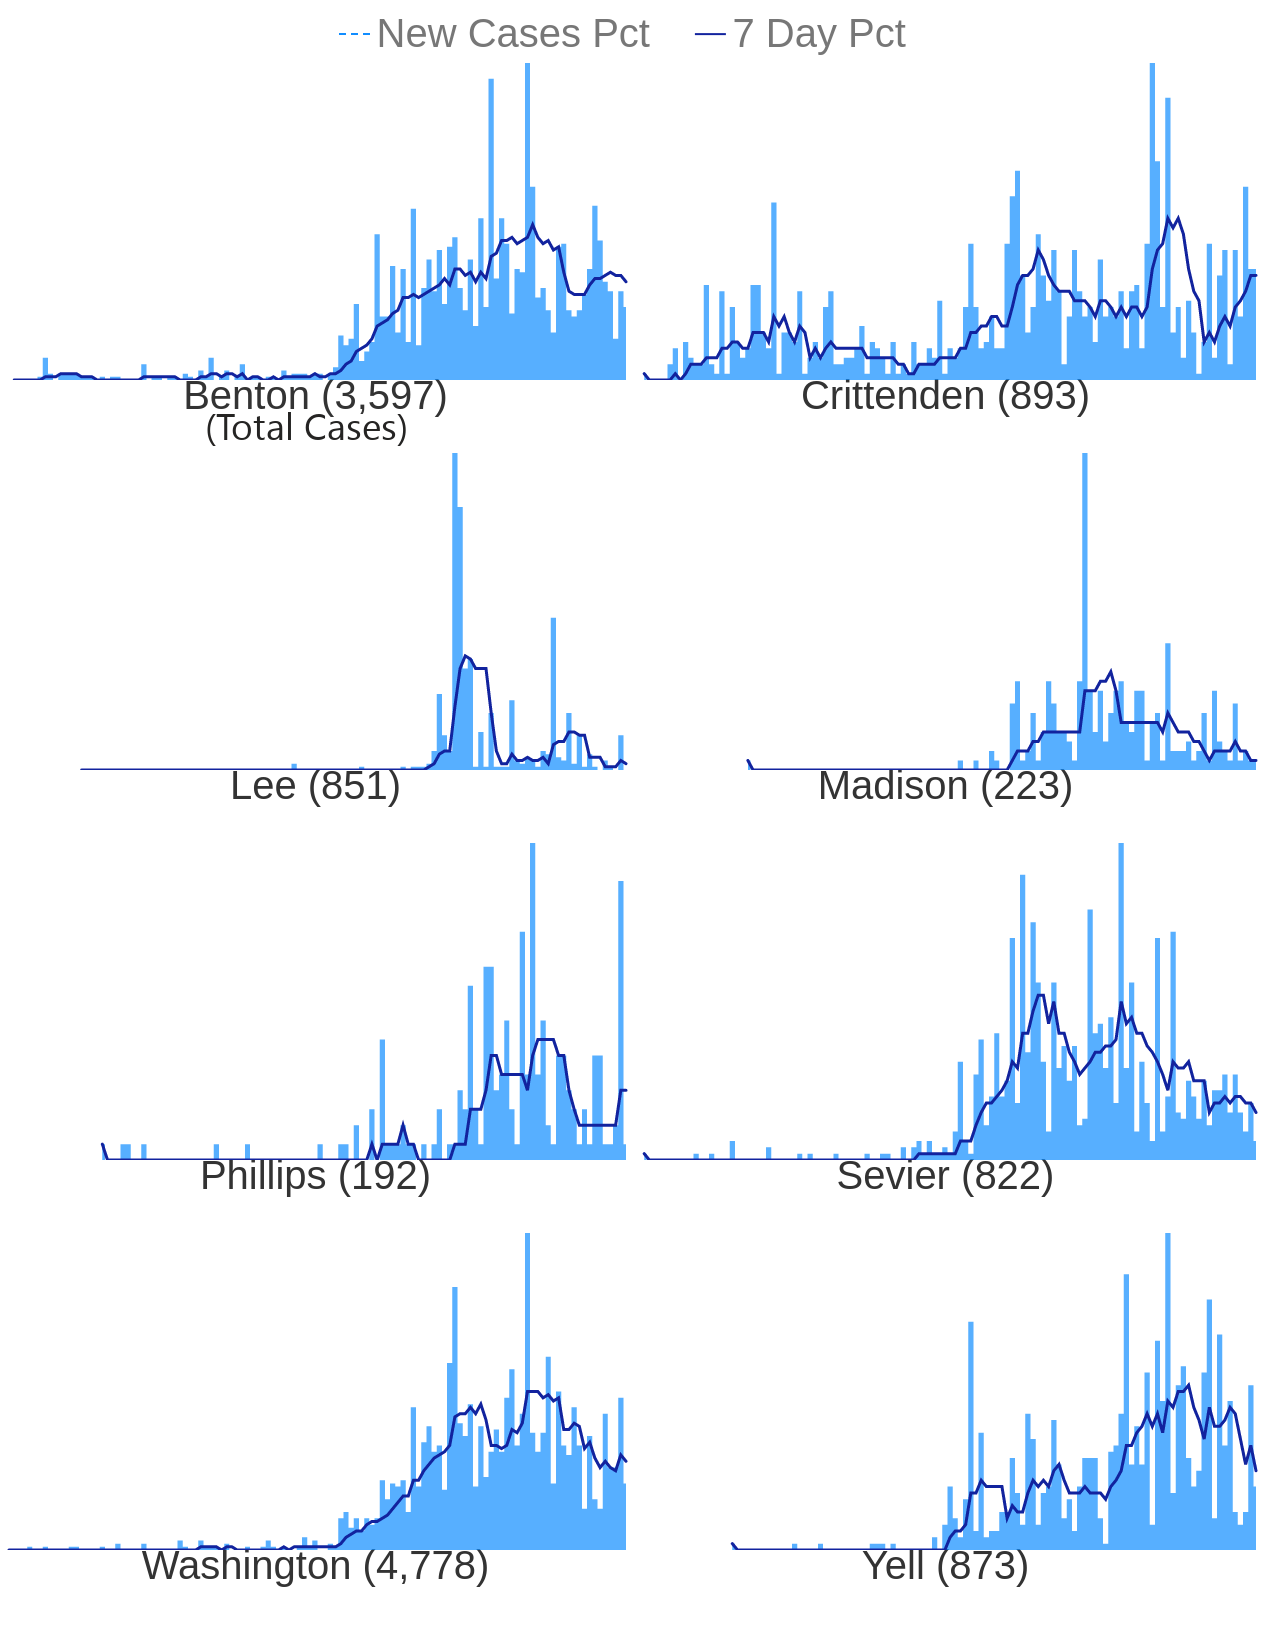 New Cases Pct 7 Day Pct
Benton (3,597)
(Total Cases)
Crittenden (893)
Lee (851)
Madison (223)
Phillips (192)
Sevier (822)
Washington (4,778)
Yell (873)